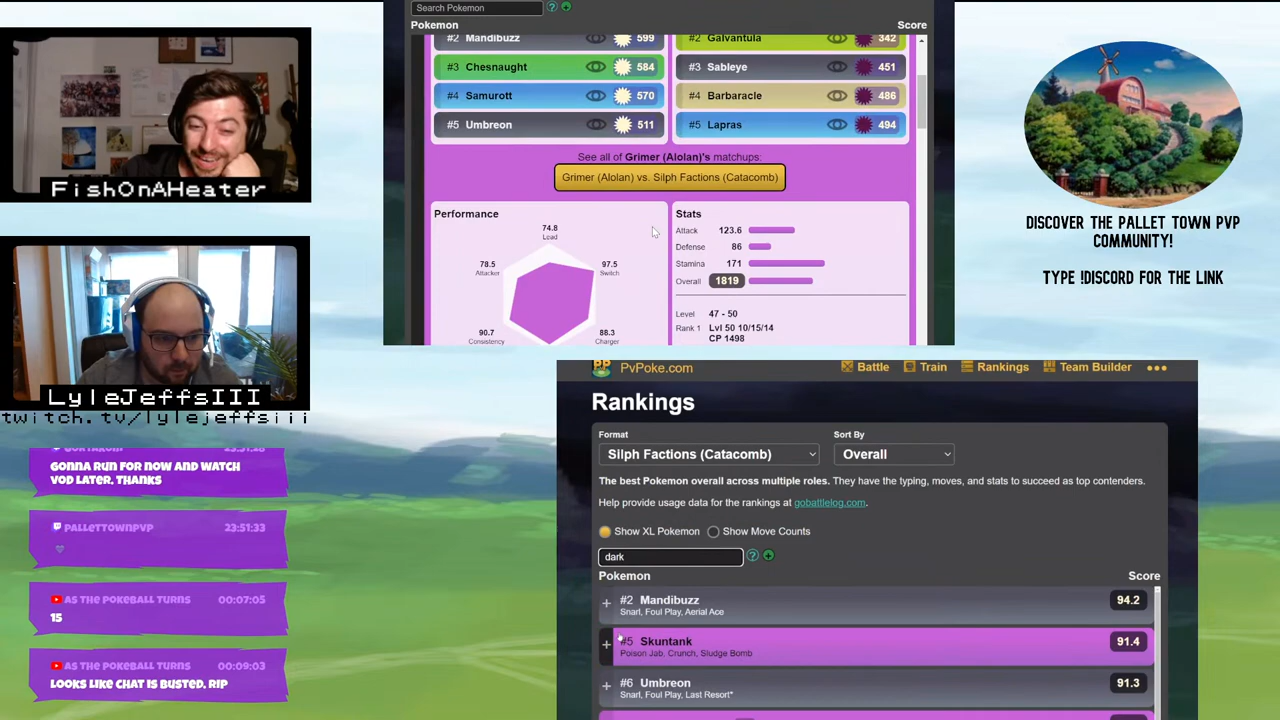 FishOnAHeater
LyleJeffsIII
twitch.tv/lylejeffsiii
23:51:28
GONNA RUN FOR NOW AND WATCH
VOD LATER. THANKS
PALLETTOWNPVP 23:51:33
AS THE POKEBALL TURNS 00:07:05
15
AS THE POKEBALL TURNS 00:09:03
LOOKS LIKE CHAT IS BUSTED. RIP
Search Pokemon
Pokemon Score
#2 Mandibuzz 599
#3 Chesnaught 584
#4 Samurott 570
#5 Umbreon 511
#2 Galvantula 342
#3 Sableye 451
#4 Barbaracle 486
#5 Lapras 494
See all of Grimer (Alolan)'s matchups:
Grimer (Alolan) vs. Silph Factions (Catacomb)
Performance
74.8
Lead
78.5
Attacker
97.5
Switch
90.7
Consistency
88.3
Charger
Stats
Attack 123.6
Defense 86
Stamina 171
Overall 1819
Level 47 - 50
Rank 1 Lvl 50 10/15/14
CP 1498
DISCOVER THE PALLET TOWN PVP
COMMUNITY!
TYPE !DISCORD FOR THE LINK
PvPoke.com Battle Train Rankings Team Builder
Rankings
Format Sort By
Silph Factions (Catacomb) Overall
The best Pokemon overall across multiple roles. They have the typing, moves, and stats to succeed as top contenders.
Help provide usage data for the rankings at gobattlelog.com.
Show XL Pokemon Show Move Counts
dark
Pokemon Score
#2 Mandibuzz 94.2
Snarl, Foul Play, Aerial Ace
#5 Skuntank 91.4
Poison Jab, Crunch, Sludge Bomb
#6 Umbreon 91.3
Snarl, Foul Play, Last Resort*